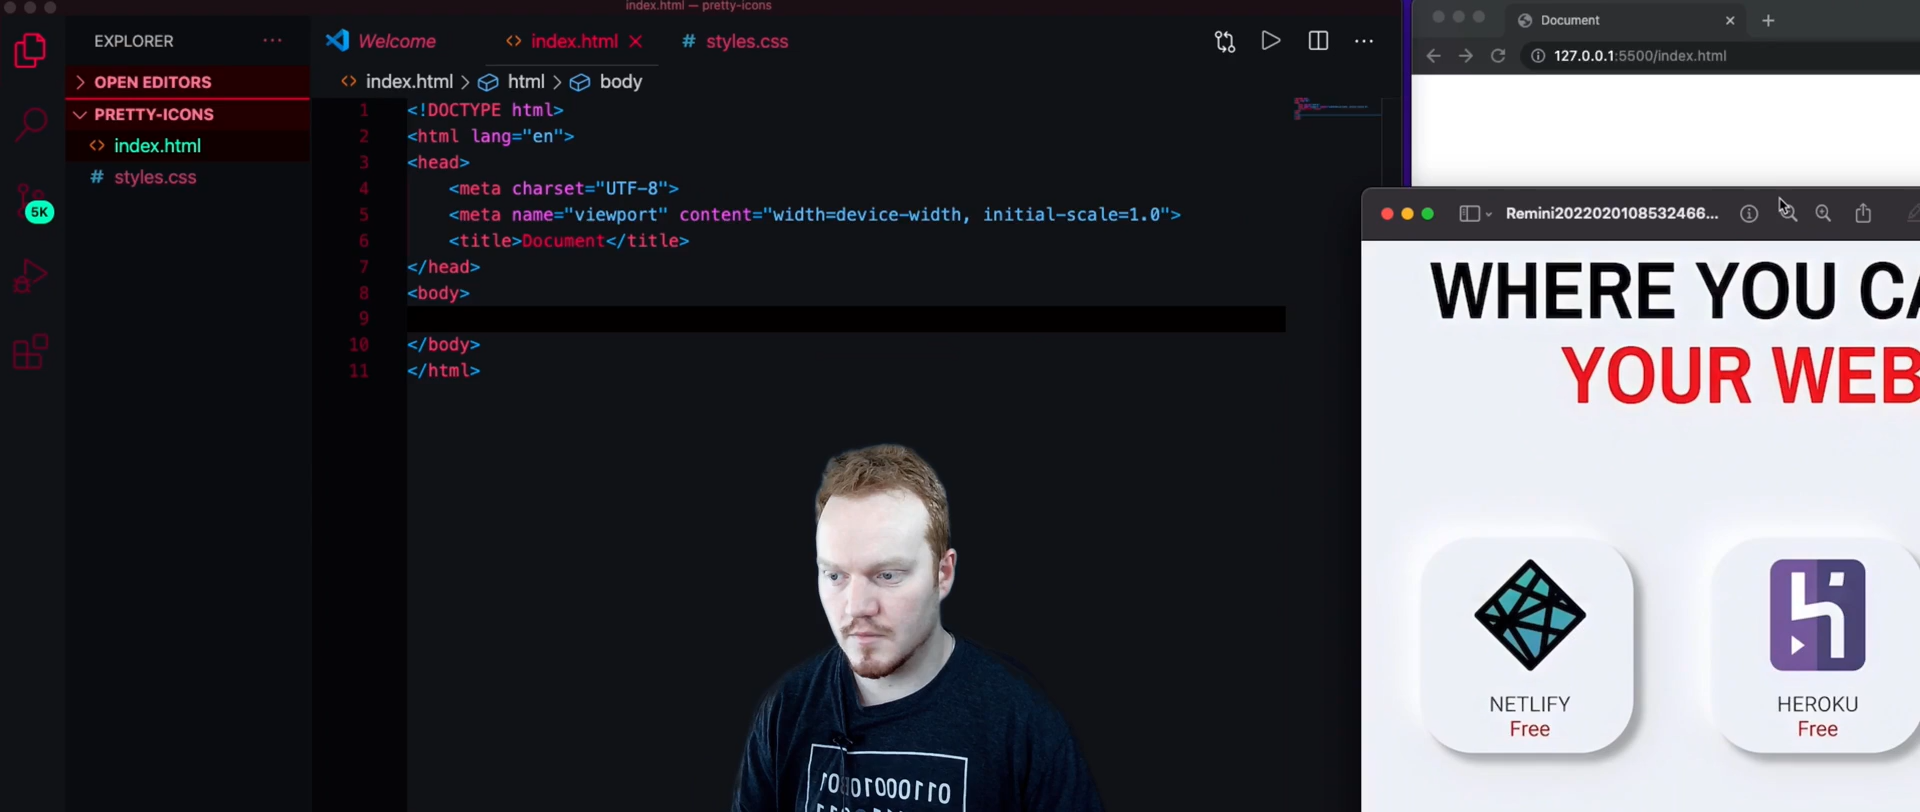 index.html — pretty-icons
EXPLORER
OPEN EDITORS
PRETTY-ICONS
index.html
styles.css
5K
Welcome
index.html
styles.css
index.html > html > body
1 <!DOCTYPE html>
2 <html lang="en">
3 <head>
4 <meta charset="UTF-8">
5 <meta name="viewport" content="width=device-width, initial-scale=1.0">
6 <title>Document</title>
7 </head>
8 <body>
9
10 </body>
11 </html>
Document
127.0.0.1:5500/index.html
Remini2022020108532466...
WHERE YOU CA
YOUR WEB
NETLIFY
Free
HEROKU
Free